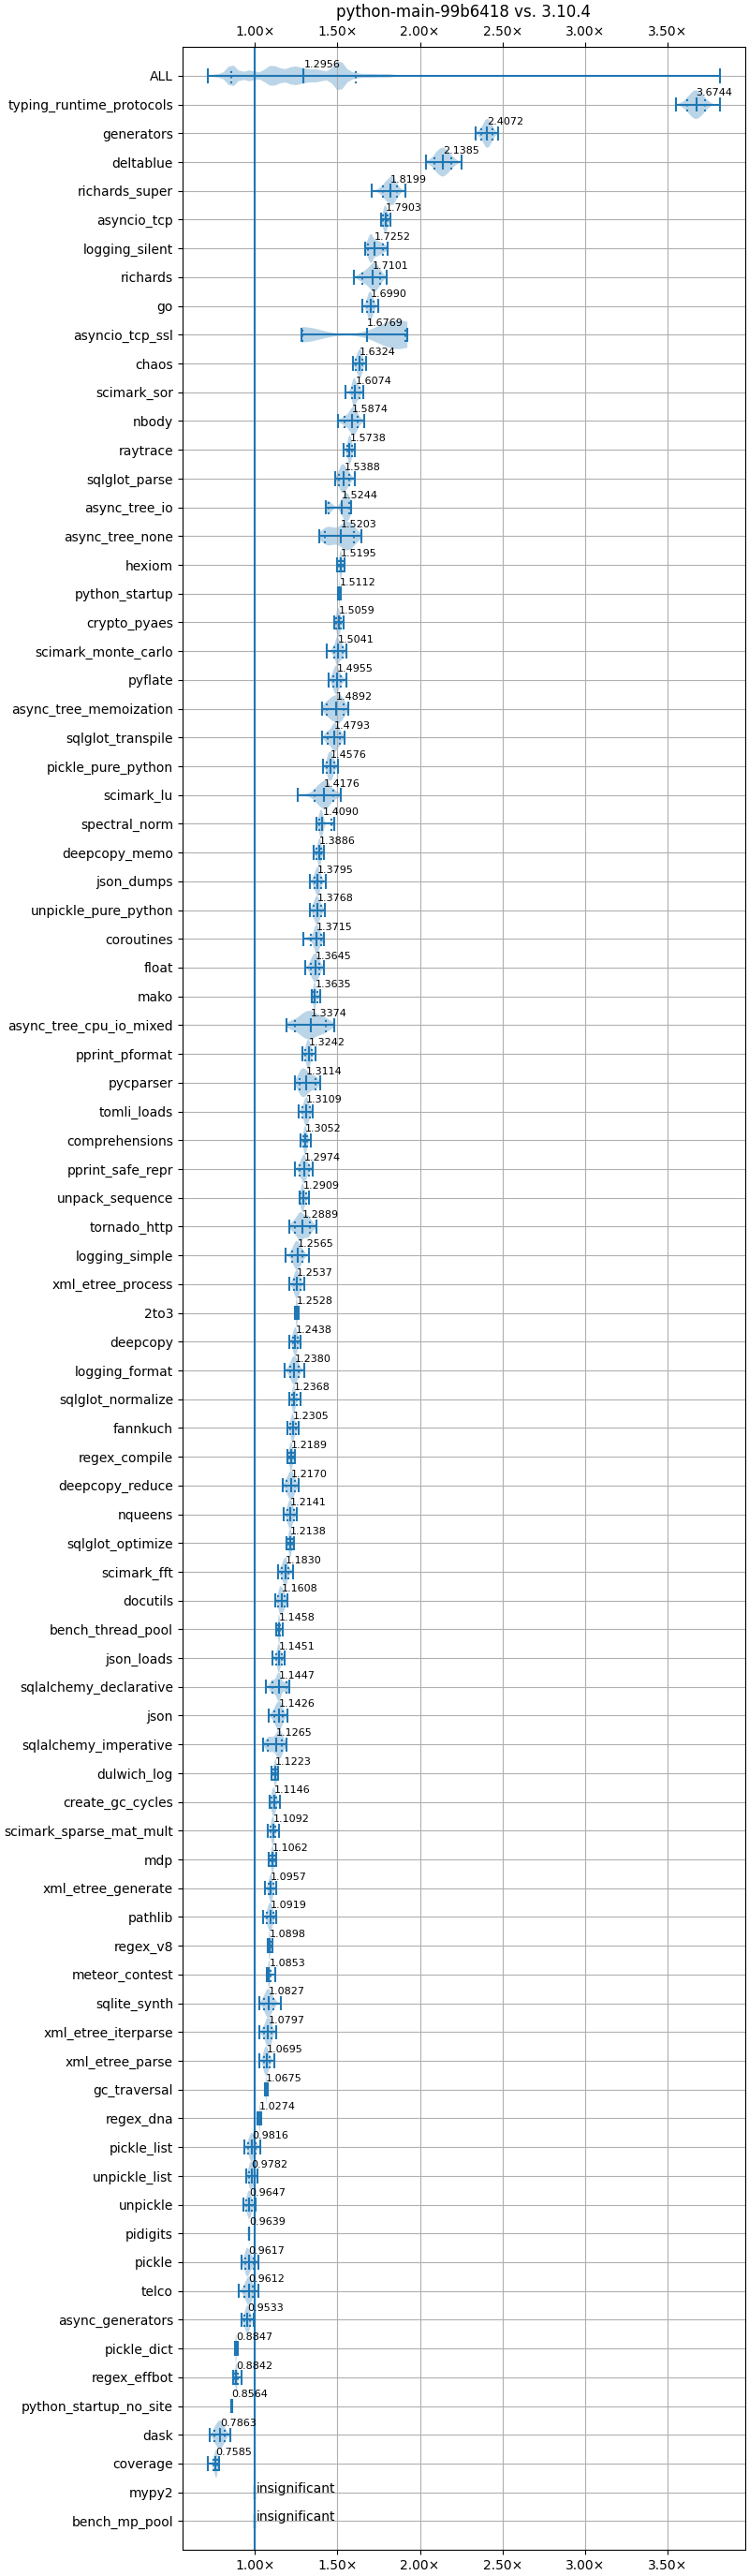 python-main-99b6418 vs. 3.10.4
1.00× 1.50× 2.00× 2.50× 3.00× 3.50×
ALL 1.2956
typing_runtime_protocols 3.6744
generators 2.4072
deltablue 2.1385
richards_super 1.8199
asyncio_tcp 1.7903
logging_silent 1.7252
richards 1.7101
go 1.6990
asyncio_tcp_ssl 1.6769
chaos 1.6324
scimark_sor 1.6074
nbody 1.5874
raytrace 1.5738
sqlglot_parse 1.5388
async_tree_io 1.5244
async_tree_none 1.5203
hexiom 1.5195
python_startup 1.5112
crypto_pyaes 1.5059
scimark_monte_carlo 1.5041
pyflate 1.4955
async_tree_memoization 1.4892
sqlglot_transpile 1.4793
pickle_pure_python 1.4576
scimark_lu 1.4176
spectral_norm 1.4090
deepcopy_memo 1.3886
json_dumps 1.3795
unpickle_pure_python 1.3768
coroutines 1.3715
float 1.3645
mako 1.3635
async_tree_cpu_io_mixed 1.3374
pprint_pformat 1.3242
pycparser 1.3114
tomli_loads 1.3109
comprehensions 1.3052
pprint_safe_repr 1.2974
unpack_sequence 1.2909
tornado_http 1.2889
logging_simple 1.2565
xml_etree_process 1.2537
2to3 1.2528
deepcopy 1.2438
logging_format 1.2380
sqlglot_normalize 1.2368
fannkuch 1.2305
regex_compile 1.2189
deepcopy_reduce 1.2170
nqueens 1.2141
sqlglot_optimize 1.2138
scimark_fft 1.1830
docutils 1.1608
bench_thread_pool 1.1458
json_loads 1.1451
sqlalchemy_declarative 1.1447
json 1.1426
sqlalchemy_imperative 1.1265
dulwich_log 1.1223
create_gc_cycles 1.1146
scimark_sparse_mat_mult 1.1092
mdp 1.1062
xml_etree_generate 1.0957
pathlib 1.0919
regex_v8 1.0898
meteor_contest 1.0853
sqlite_synth 1.0827
xml_etree_iterparse 1.0797
xml_etree_parse 1.0695
gc_traversal 1.0675
regex_dna 1.0274
pickle_list 0.9816
unpickle_list 0.9782
unpickle 0.9647
pidigits 0.9639
pickle 0.9617
telco 0.9612
async_generators 0.9533
pickle_dict 0.8847
regex_effbot 0.8842
python_startup_no_site 0.8564
dask 0.7863
coverage 0.7585
mypy2 insignificant
bench_mp_pool insignificant
1.00× 1.50× 2.00× 2.50× 3.00× 3.50×